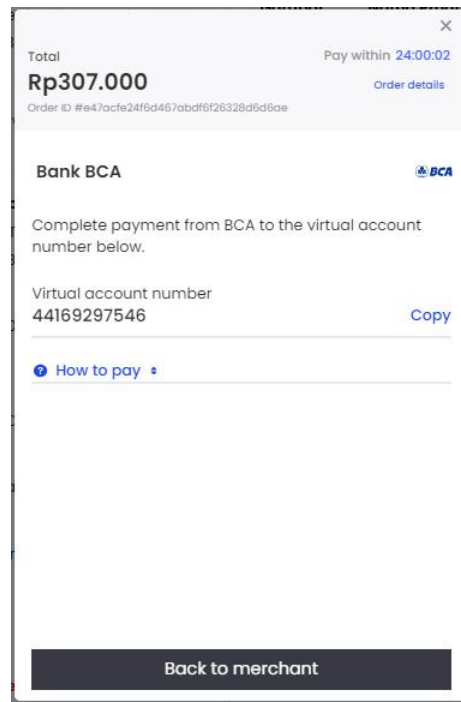 Total
Pay within 24:00:02
Rp307.000
Order details
Order ID #e47acfe24f6d467abdf6f26328d6d6ae
Bank BCA
BCA
Complete payment from BCA to the virtual account
number below.
Virtual account number
44169297546
Copy
How to pay
Back to merchant